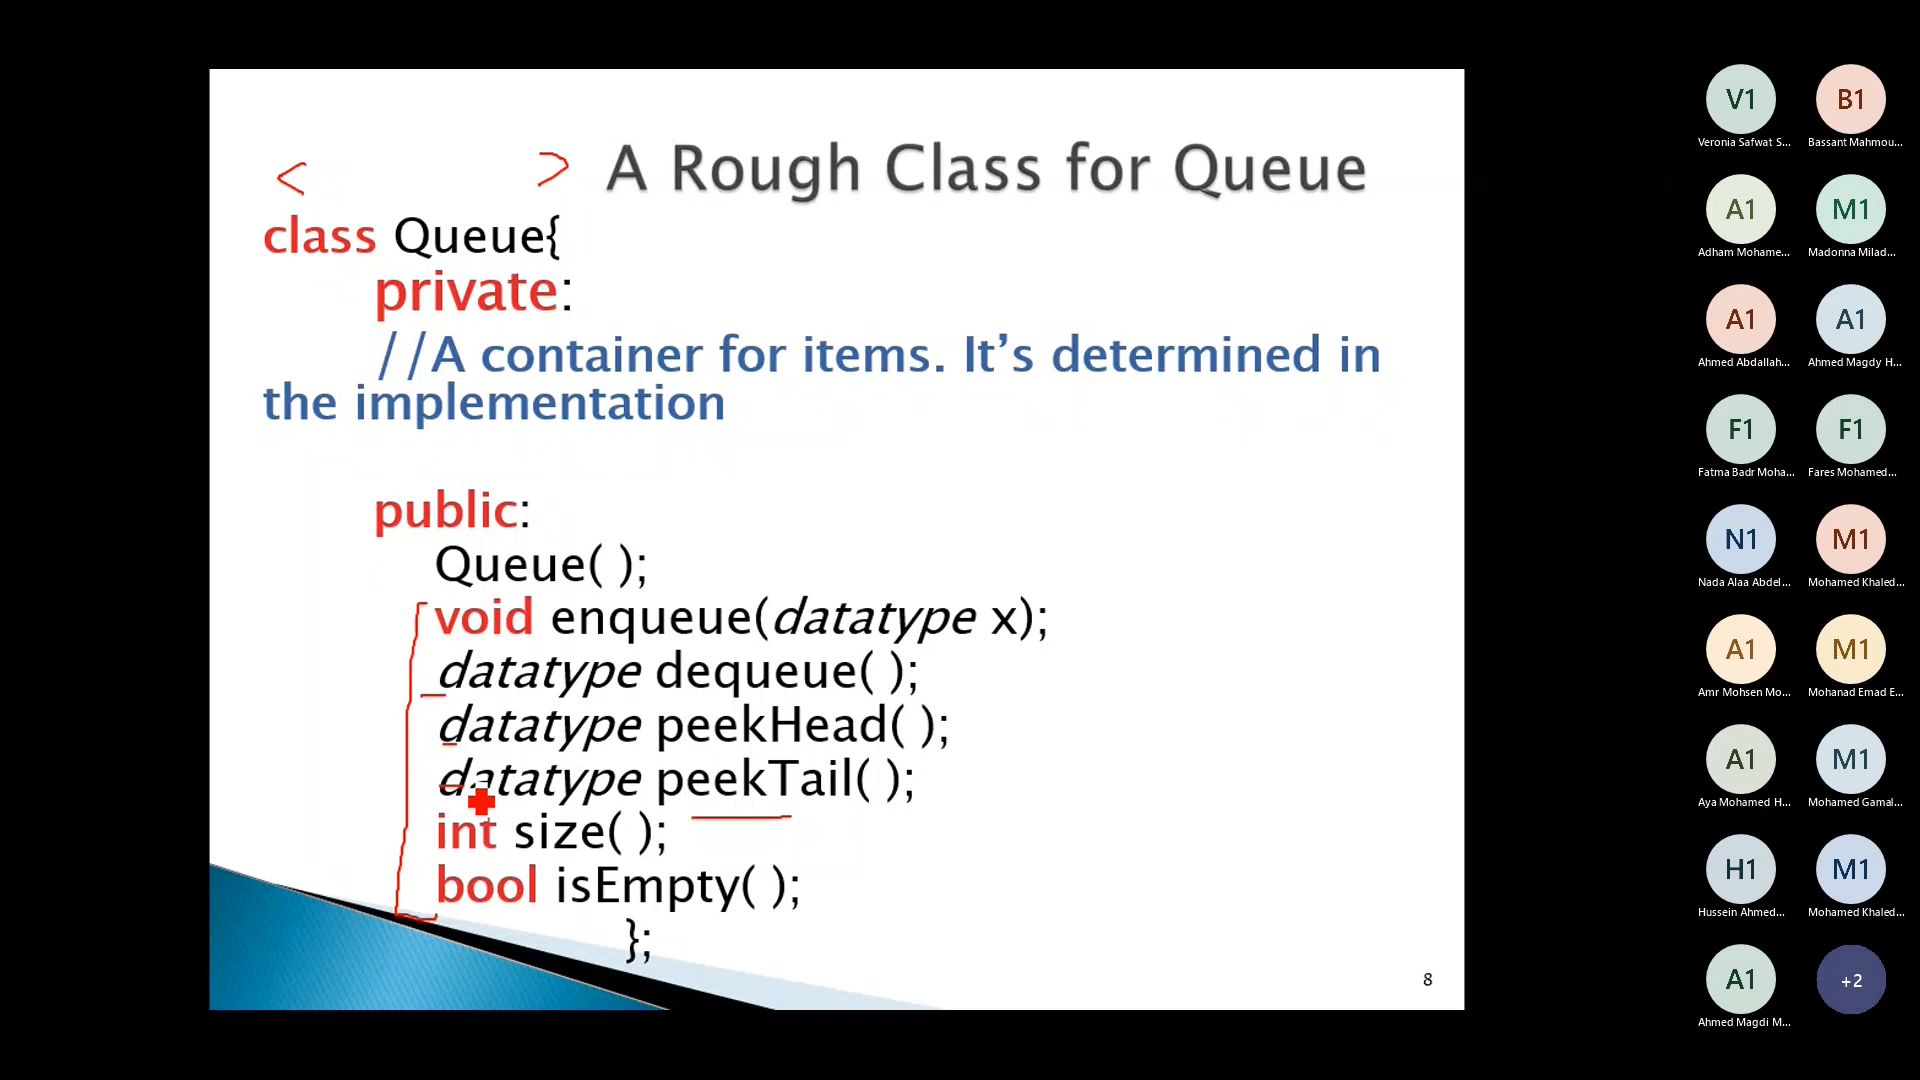 < > A Rough Class for Queue
class Queue{
private:
//A container for items. It’s determined in
the implementation
public:
Queue( );
void enqueue(datatype x);
datatype dequeue( );
datatype peekHead( );
datatype peekTail( );
int size( );
bool isEmpty( );
};
8
V1 B1
Veronia Safwat S... Bassant Mahmou...
A1 M1
Adham Mohame... Madonna Milad...
A1 A1
Ahmed Abdallah... Ahmed Magdy H...
F1 F1
Fatma Badr Moha... Fares Mohamed...
N1 M1
Nada Alaa Abdel... Mohamed Khaled...
A1 M1
Amr Mohsen Mo... Mohanad Emad E...
A1 M1
Aya Mohamed H... Mohamed Gamal...
H1 M1
Hussein Ahmed... Mohamed Khaled...
A1 +2
Ahmed Magdi M...